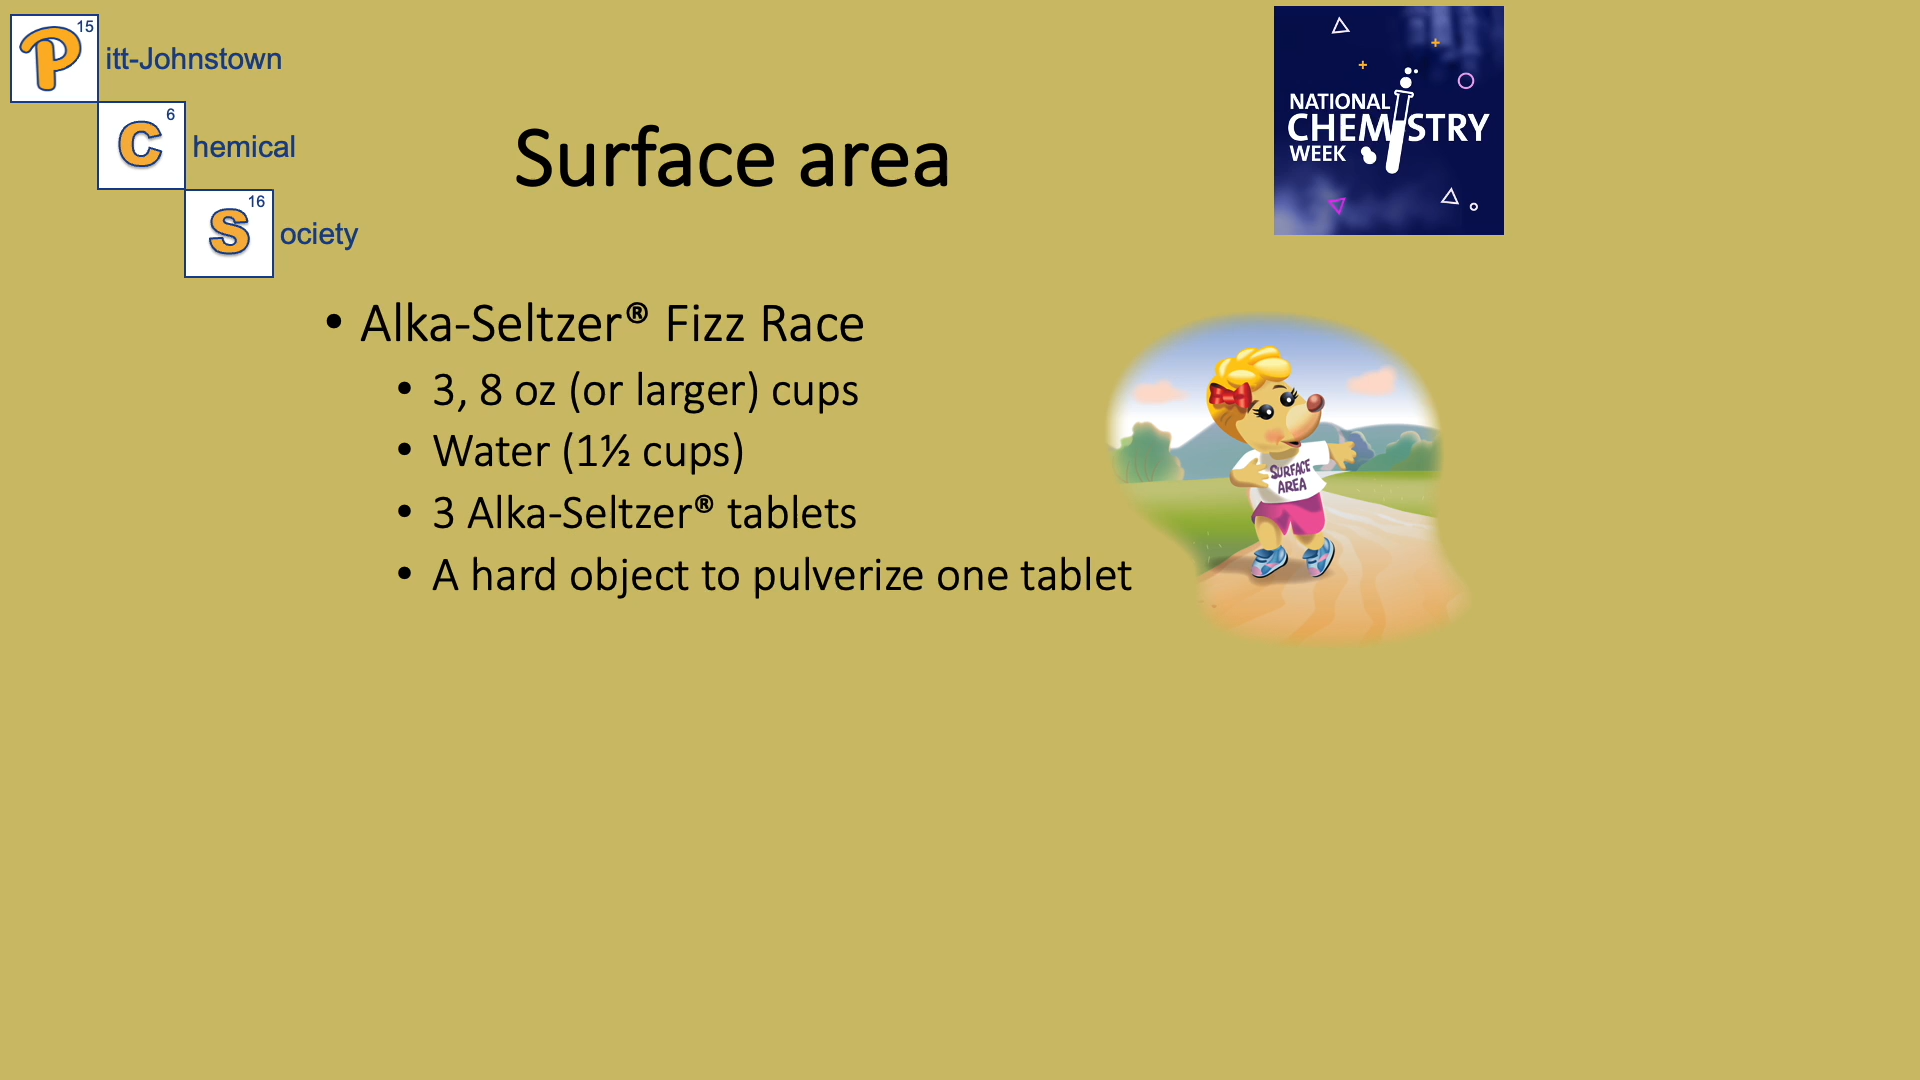 15
P itt-Johnstown
6
C hemical
16
S ociety
NATIONAL
CHEMISTRY
WEEK
Surface area
• Alka-Seltzer® Fizz Race
• 3, 8 oz (or larger) cups
• Water (1½ cups)
• 3 Alka-Seltzer® tablets
• A hard object to pulverize one tablet
SURFACE
AREA